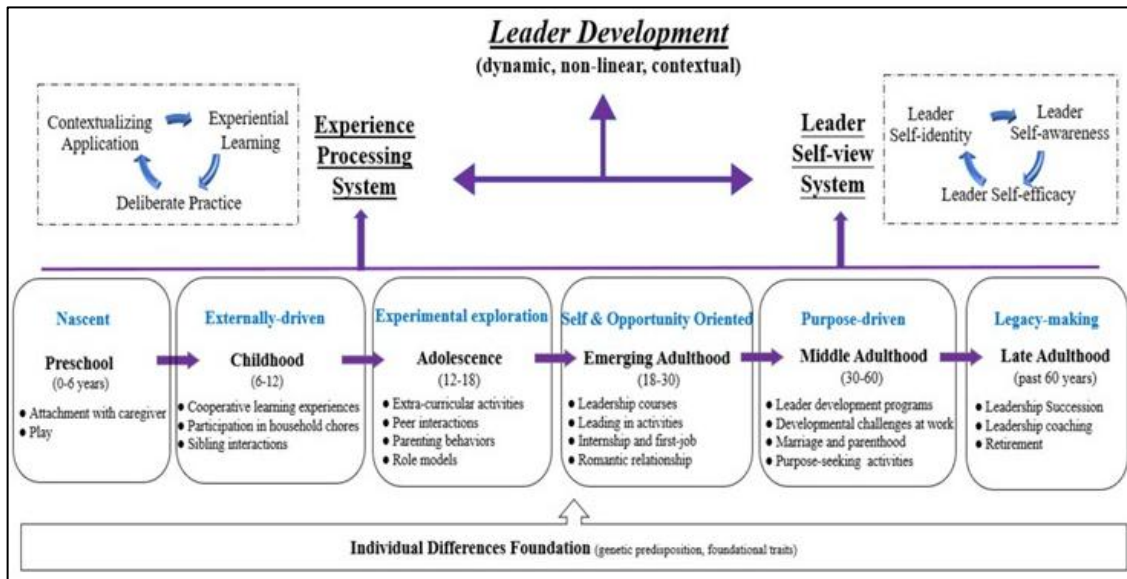 Leader Development
(dynamic, non-linear, contextual)
Contextualizing
Application
Experiential
Learning
Deliberate Practice
Experience
Processing
System
Leader
Self-view
System
Leader
Self-identity
Leader
Self-awareness
Leader Self-efficacy
Nascent
Preschool
(0-6 years)
● Attachment with caregiver
● Play
Externally-driven
Childhood
(6-12)
● Cooperative learning experiences
● Participation in household chores
● Sibling interactions
Experimental exploration
Adolescence
(12-18)
● Extra-curricular activities
● Peer interactions
● Parenting behaviors
● Role models
Self & Opportunity Oriented
Emerging Adulthood
(18-30)
● Leadership courses
● Leading in activities
● Internship and first-job
● Romantic relationship
Purpose-driven
Middle Adulthood
(30-60)
● Leader development programs
● Developmental challenges at work
● Marriage and parenthood
● Purpose-seeking activities
Legacy-making
Late Adulthood
(past 60 years)
● Leadership Succession
● Leadership coaching
● Retirement
Individual Differences Foundation (genetic predisposition, foundational traits)